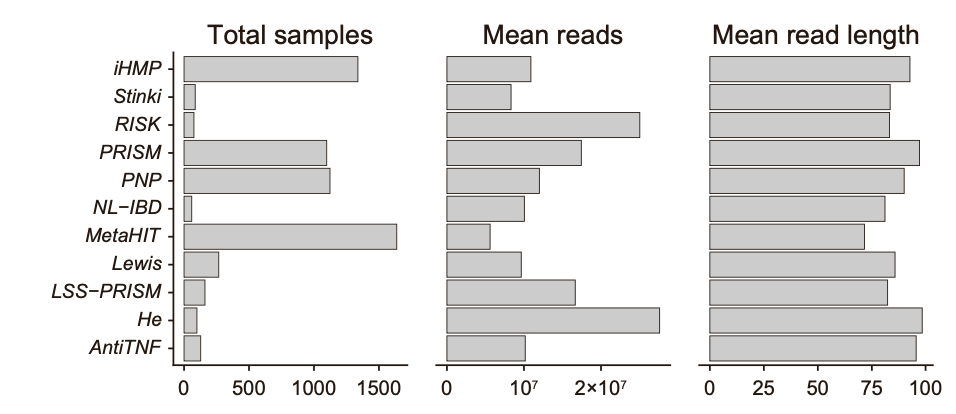 Total samples Mean reads Mean read length
iHMP
Stinki
RISK
PRISM
PNP
NL−IBD
MetaHIT
Lewis
LSS−PRISM
He
AntiTNF
0 500 1000 1500 0 10⁷ 2×10⁷ 0 25 50 75 100